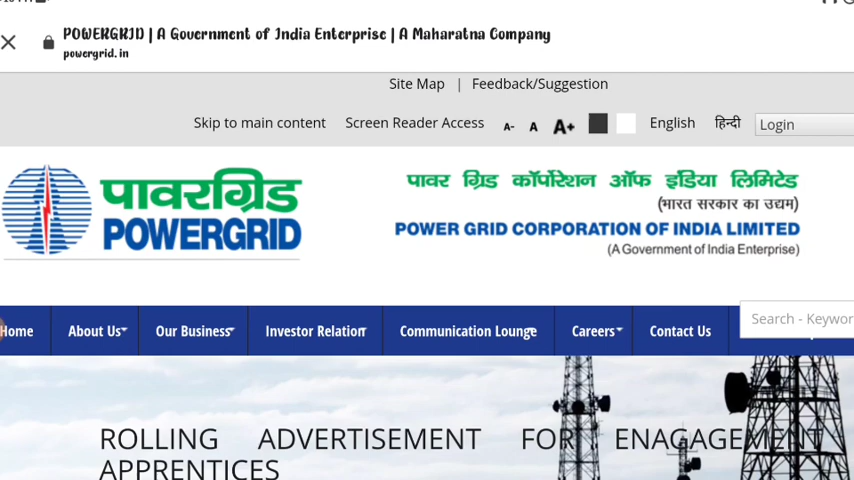 POWERGRID | A Government of India Enterprise | A Maharatna Company
powergrid.in
Site Map | Feedback/Suggestion
Skip to main content Screen Reader Access A- A A+ English हिन्दी Login
पावरग्रिड
POWERGRID
पावर ग्रिड कॉर्पोरेशन ऑफ इंडिया लिमिटेड
(भारत सरकार का उद्यम)
POWER GRID CORPORATION OF INDIA LIMITED
(A Government of India Enterprise)
Home About Us Our Business Investor Relation Communication Lounge Careers Contact Us
Search - Keywor
ROLLING ADVERTISEMENT FOR ENAGAGEMENT
APPRENTICES